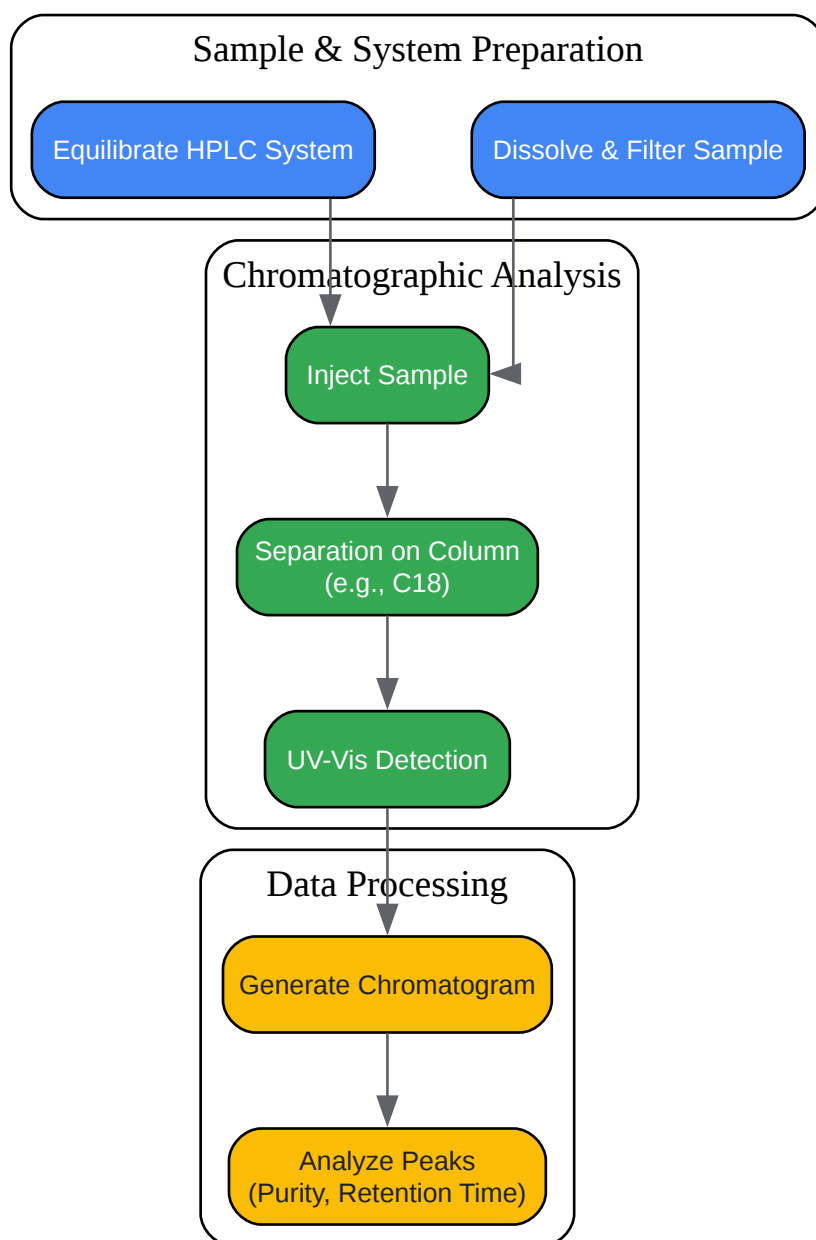 Sample & System Preparation
Equilibrate HPLC System
Dissolve & Filter Sample
Chromatographic Analysis
Inject Sample
Separation on Column
(e.g., C18)
UV-Vis Detection
Data Processing
Generate Chromatogram
Analyze Peaks
(Purity, Retention Time)